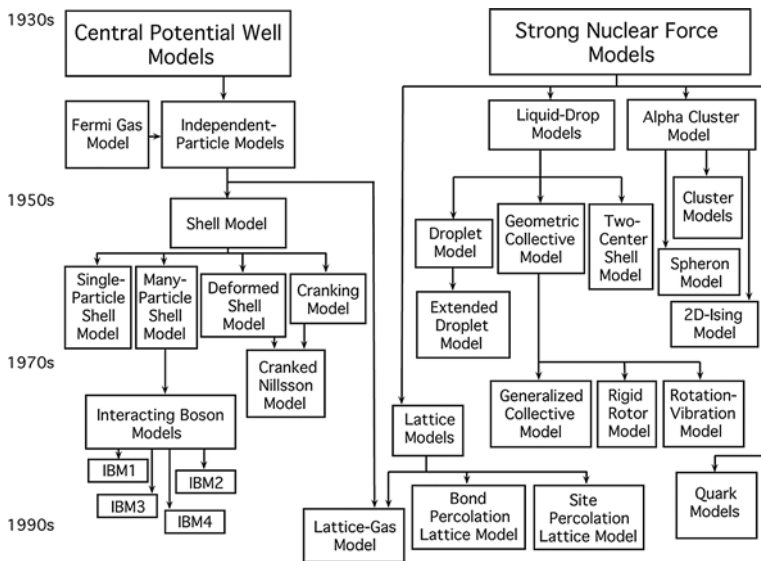 1930s
Central Potential Well
Models
Strong Nuclear Force
Models
Fermi Gas
Model
Independent-
Particle Models
Liquid-Drop
Models
Alpha Cluster
Model
1950s
Shell Model
Droplet
Model
Geometric
Collective
Model
Two-
Center
Shell
Model
Cluster
Models
Spheron
Model
Single-
Particle
Shell
Model
Many-
Particle
Shell
Model
Deformed
Shell
Model
Cranking
Model
Extended
Droplet
Model
2D-Ising
Model
1970s
Cranked
Nillsson
Model
Interacting Boson
Models
Lattice
Models
Generalized
Collective
Model
Rigid
Rotor
Model
Rotation-
Vibration
Model
IBM1
IBM2
IBM3
IBM4
1990s
Lattice-Gas
Model
Bond
Percolation
Lattice Model
Site
Percolation
Lattice Model
Quark
Models